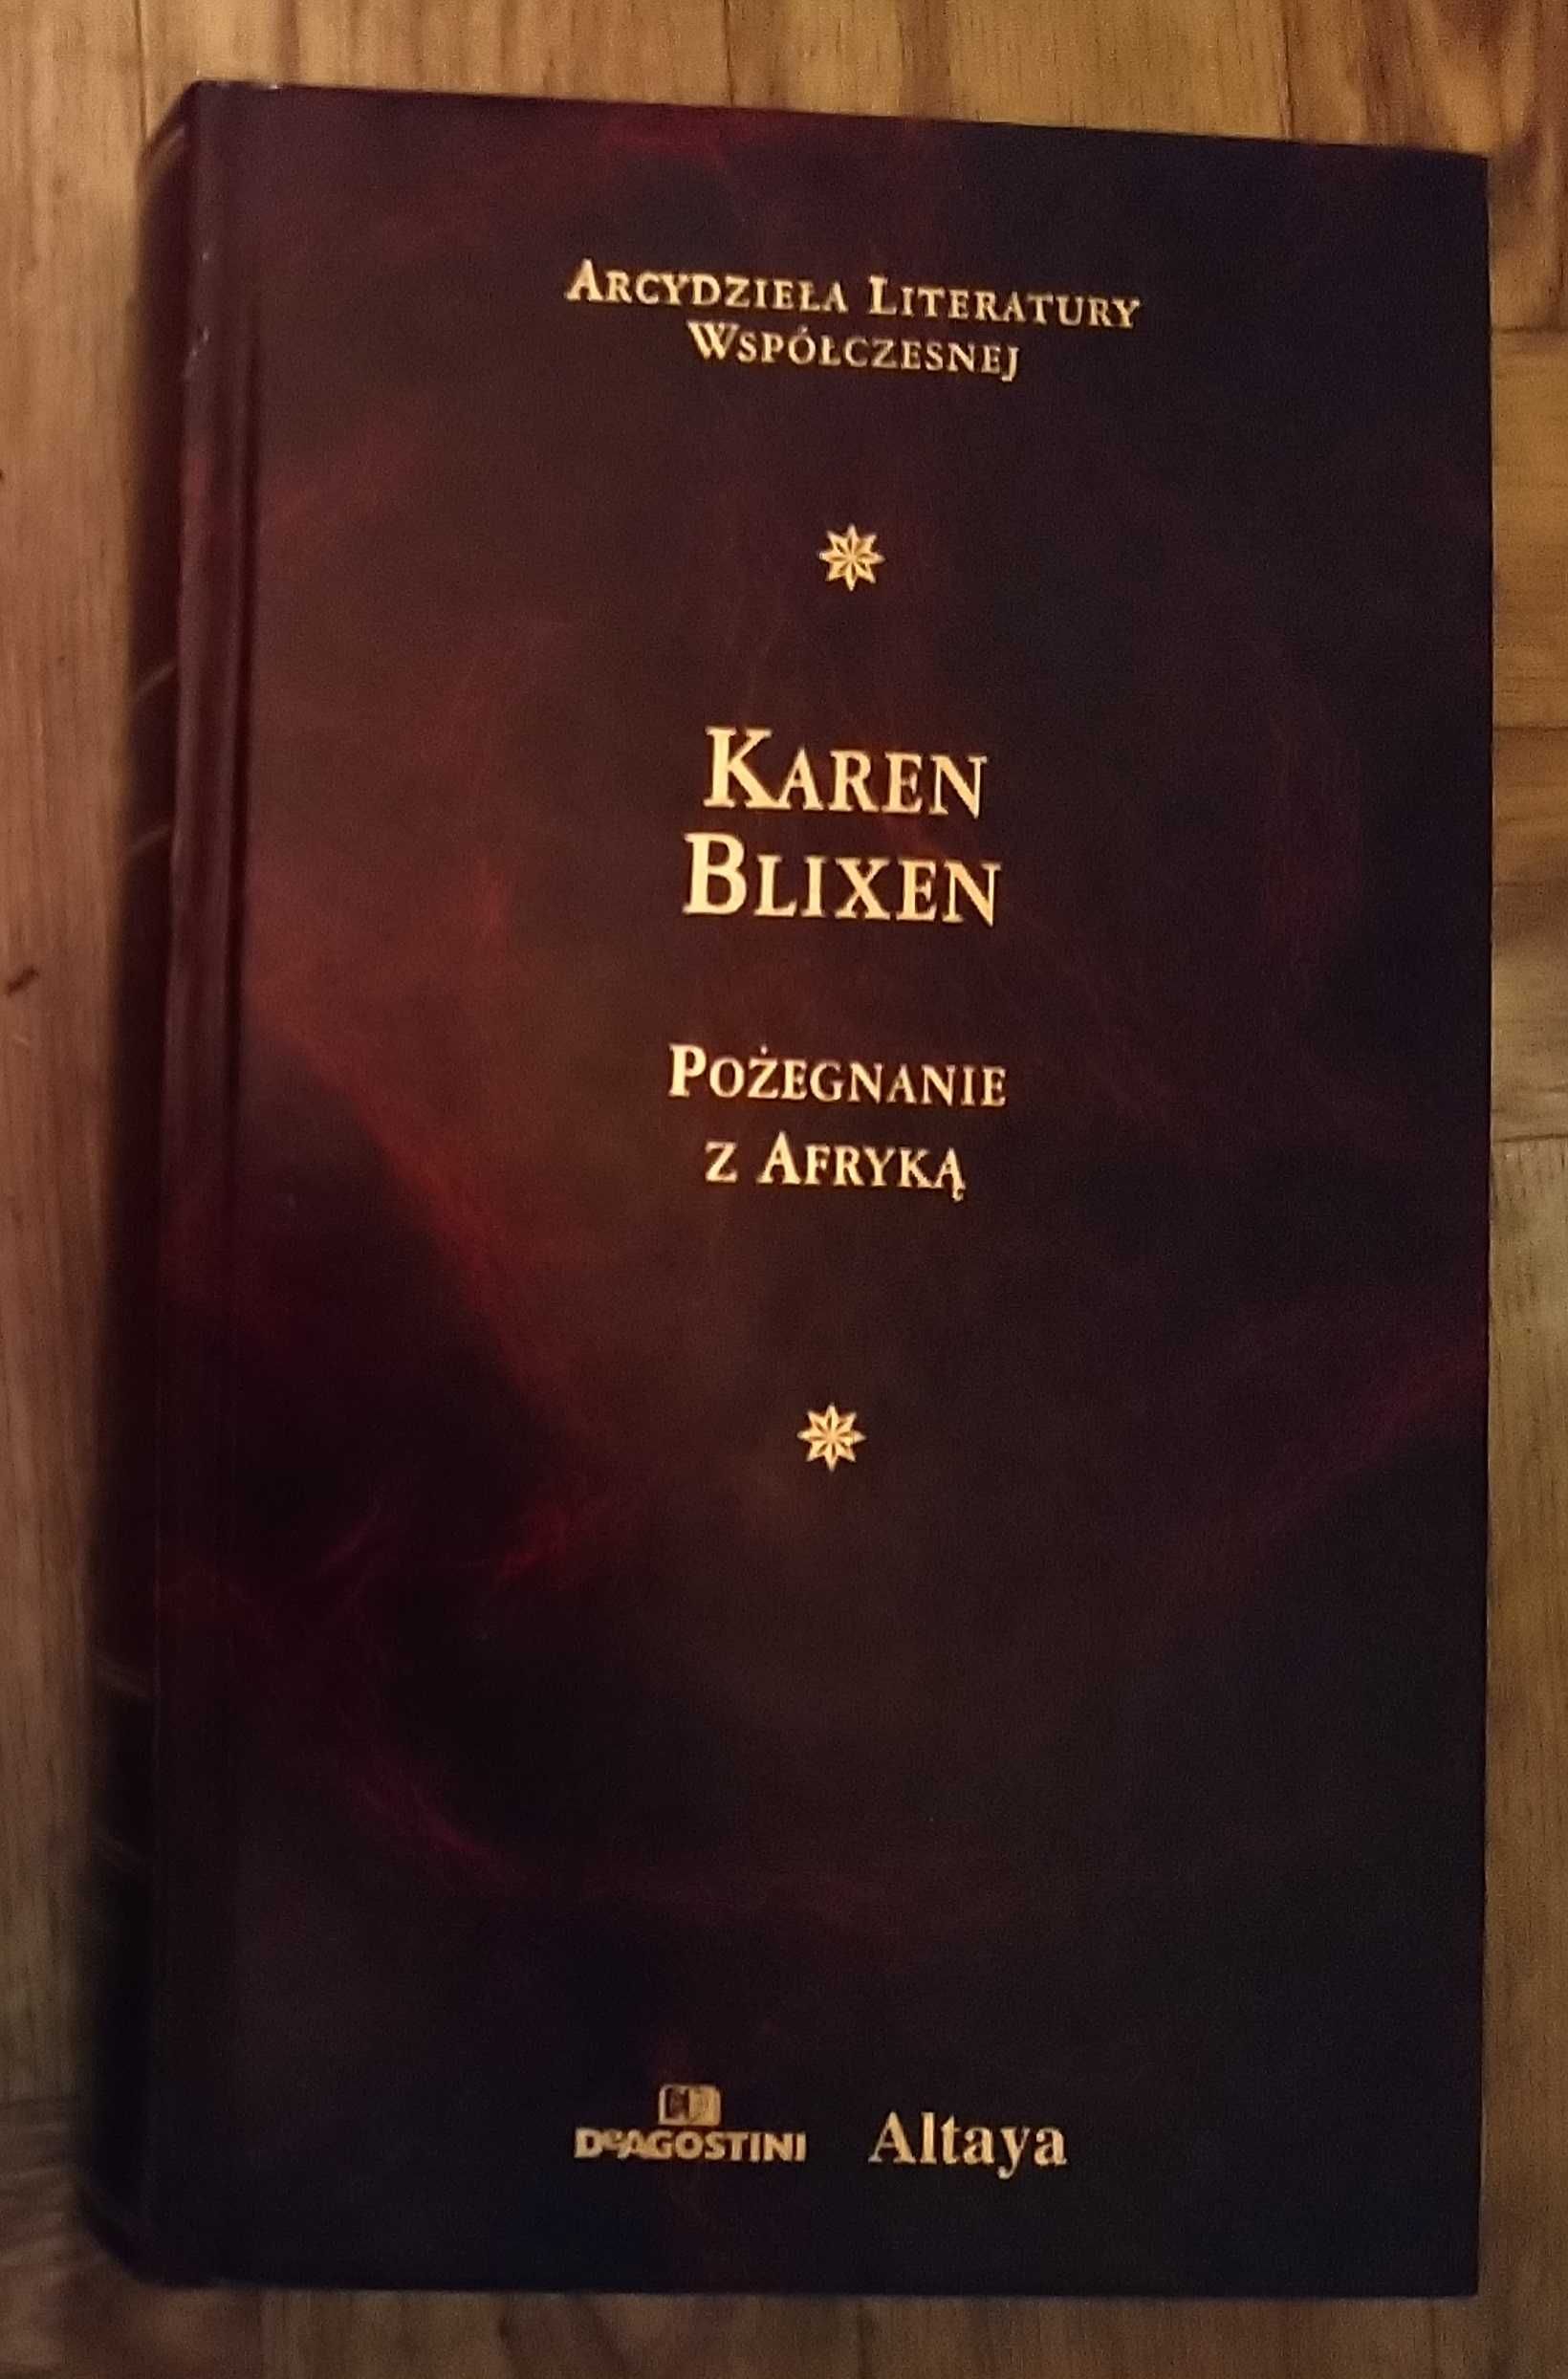 ARCYDZIEŁA LITERATURY
WSPÓŁCZESNEJ
KAREN
BLIXEN
POŻEGNANIE
Z AFRYKĄ
DeAGOSTINI Altaya